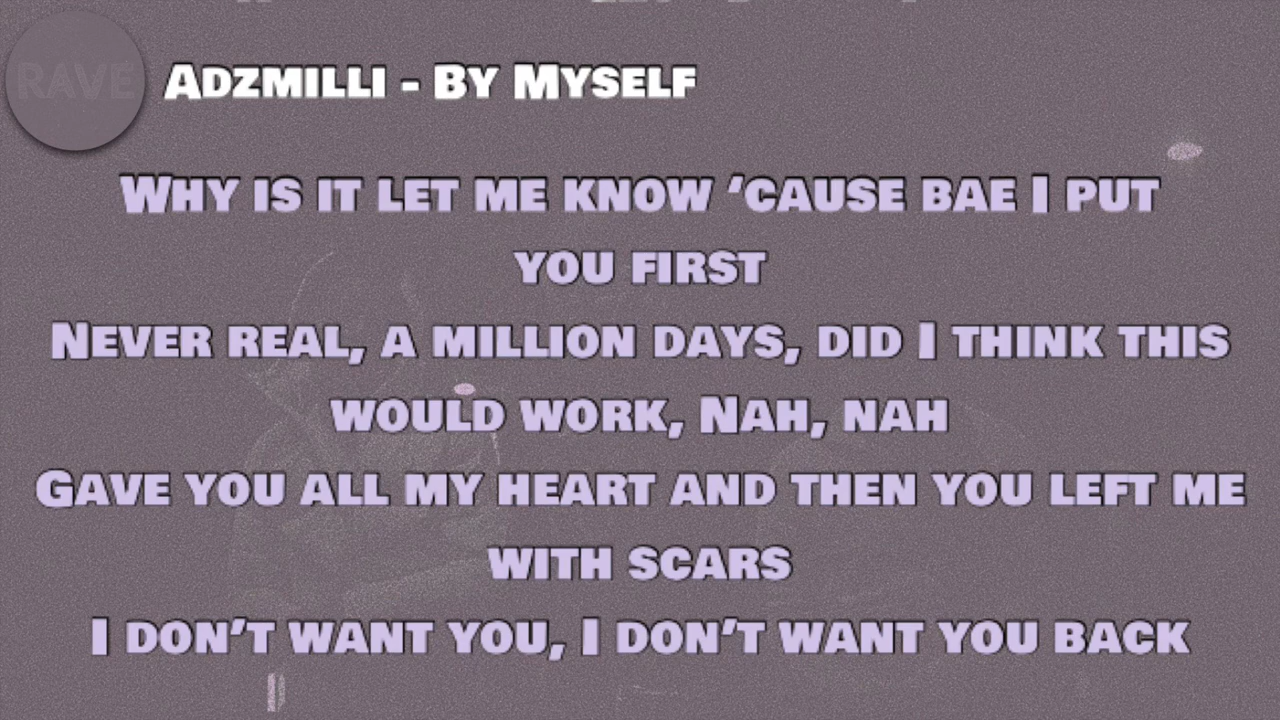 RAVE
Adzmilli - By Myself
Why is it let me know ‘cause bae I put
you first
Never real, a million days, did I think this
would work, Nah, nah
Gave you all my heart and then you left me
with scars
I don’t want you, I don’t want you back